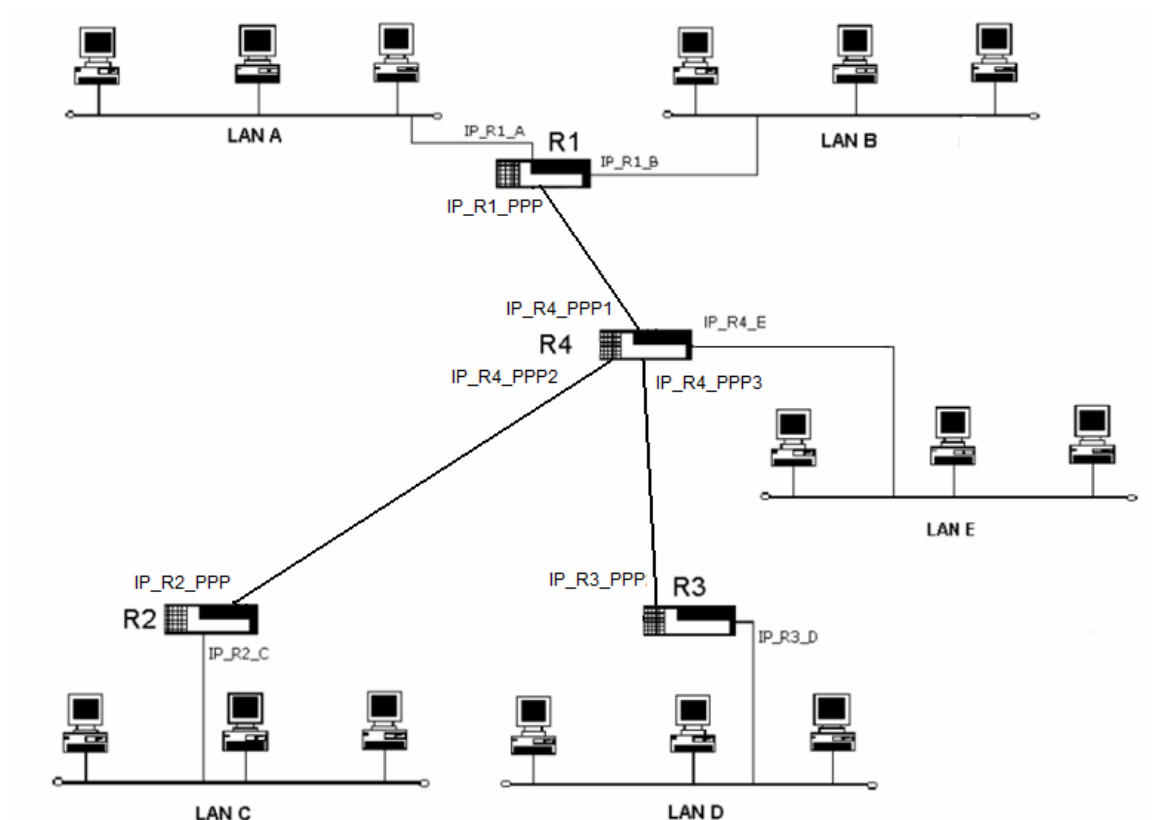 LAN A
IP_R1_A
R1
LAN B
IP_R1_B
IP_R1_PPP
IP_R4_PPP1
IP_R4_E
R4
IP_R4_PPP2
IP_R4_PPP3
LAN E
IP_R2_PPP
IP_R3_PPP
R3
R2
IP_R3_D
IP_R2_C
LAN C
LAN D